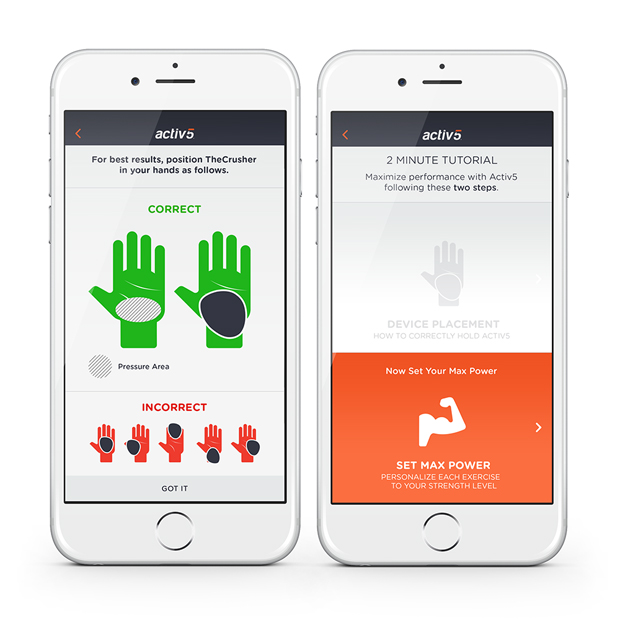 activ5
For best results, position TheCrusher
in your hands as follows.
CORRECT
Pressure Area
INCORRECT
GOT IT
activ5
2 MINUTE TUTORIAL
Maximize performance with Activ5
following these two steps.
DEVICE PLACEMENT
HOW TO CORRECTLY HOLD ACTIV5
Now Set Your Max Power
SET MAX POWER
PERSONALIZE EACH EXERCISE
TO YOUR STRENGTH LEVEL